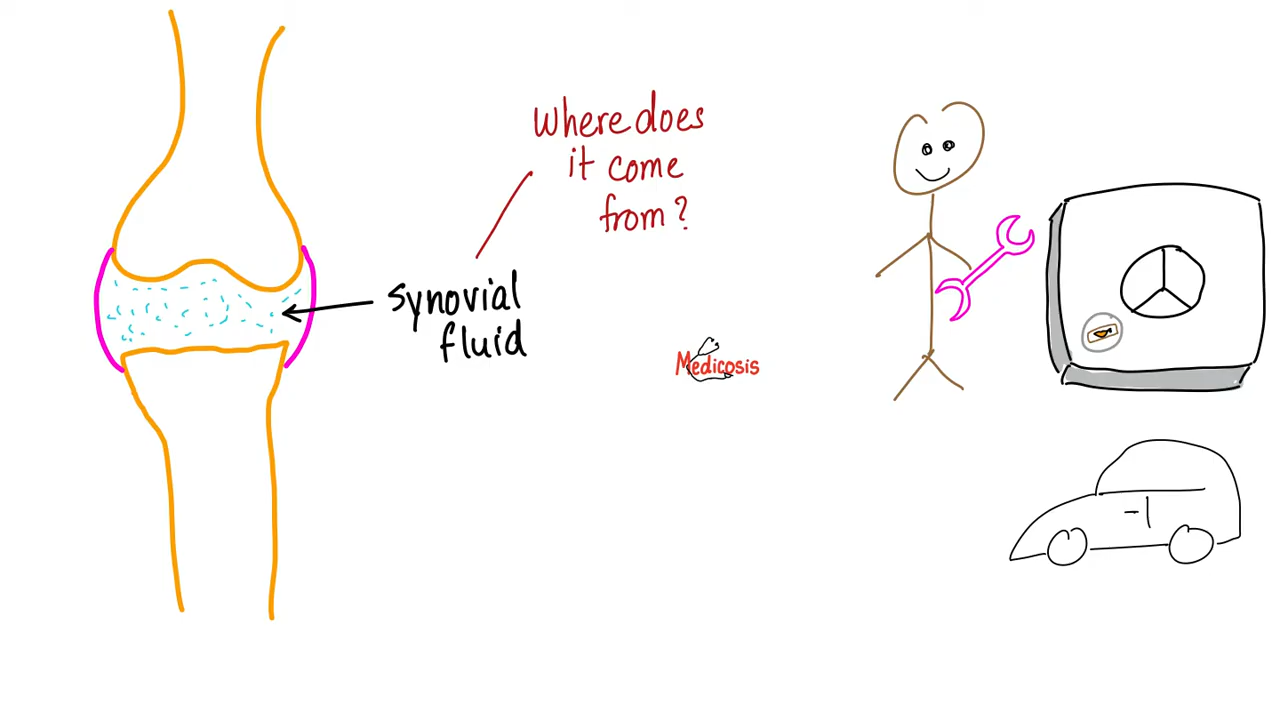 Where does
it come
from?
synovial
fluid
Medicosis